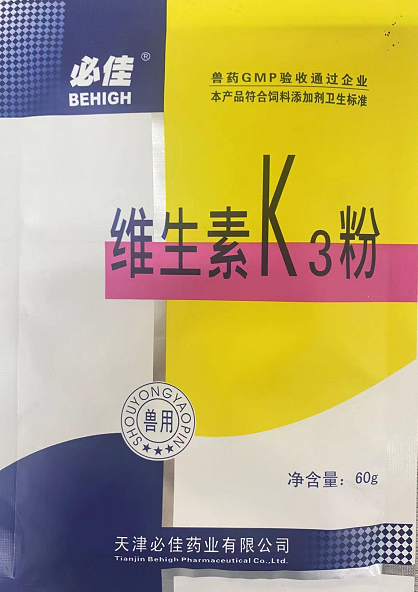 必佳®
BEHIGH
兽药GMP验收通过企业
本产品符合饲料添加剂卫生标准
维生素K3粉
SHOUYONGYAOPIN
兽用
净含量：60g
天津必佳药业有限公司
Tianjin Behigh Pharmaceutical Co.,Ltd.